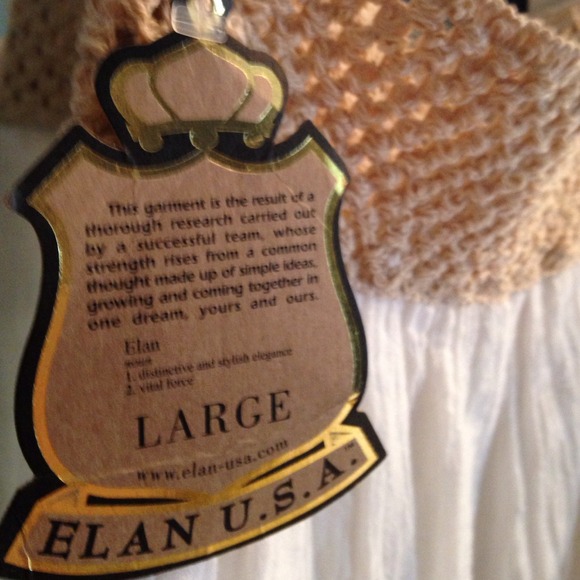 This garment is the result of a
thorough research carried out
by a successful team, whose
strength rises from a common
thought made up of simple ideas,
growing and coming together in
one dream, yours and ours.
Elan
noun
1. distinctive and stylish elegance
2. vital force
LARGE
www.elan-usa.com
ELAN U.S.A.™